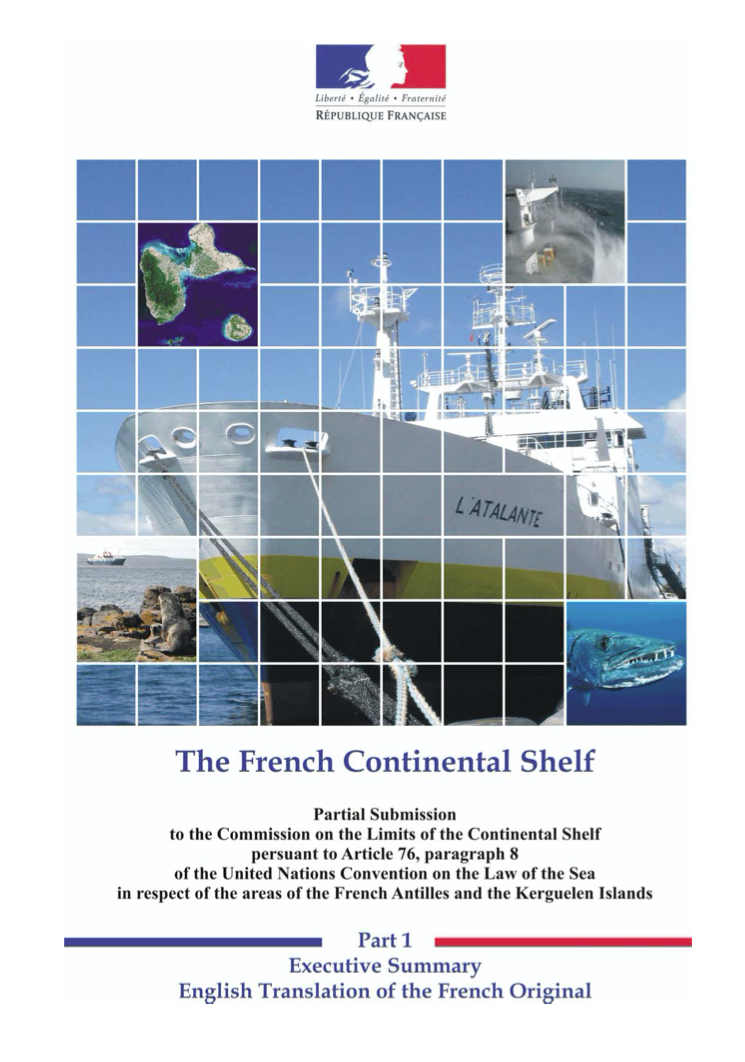 Liberté • Égalité • Fraternité
RÉPUBLIQUE FRANÇAISE
L'ATALANTE
The French Continental Shelf
Partial Submission
to the Commission on the Limits of the Continental Shelf
pursuant to Article 76, paragraph 8
of the United Nations Convention on the Law of the Sea
in respect of the areas of the French Antilles and the Kerguelen Islands
Part 1
Executive Summary
English Translation of the French Original